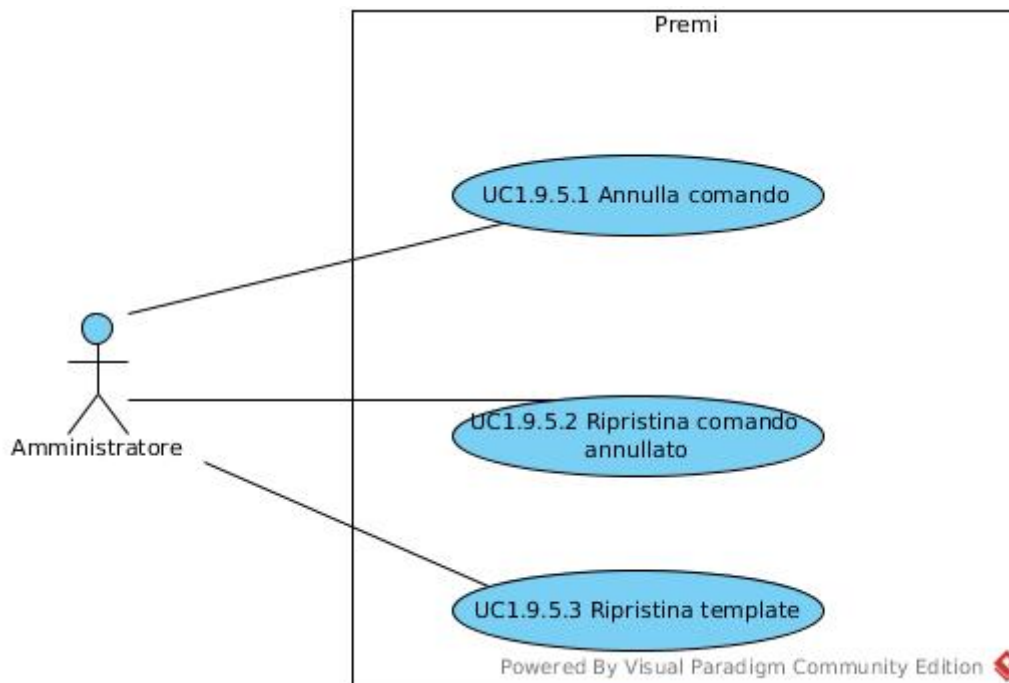 Premi
UC1.9.5.1 Annulla comando
UC1.9.5.2 Ripristina comando
annullato
Amministratore
UC1.9.5.3 Ripristina template
Powered By Visual Paradigm Community Edition